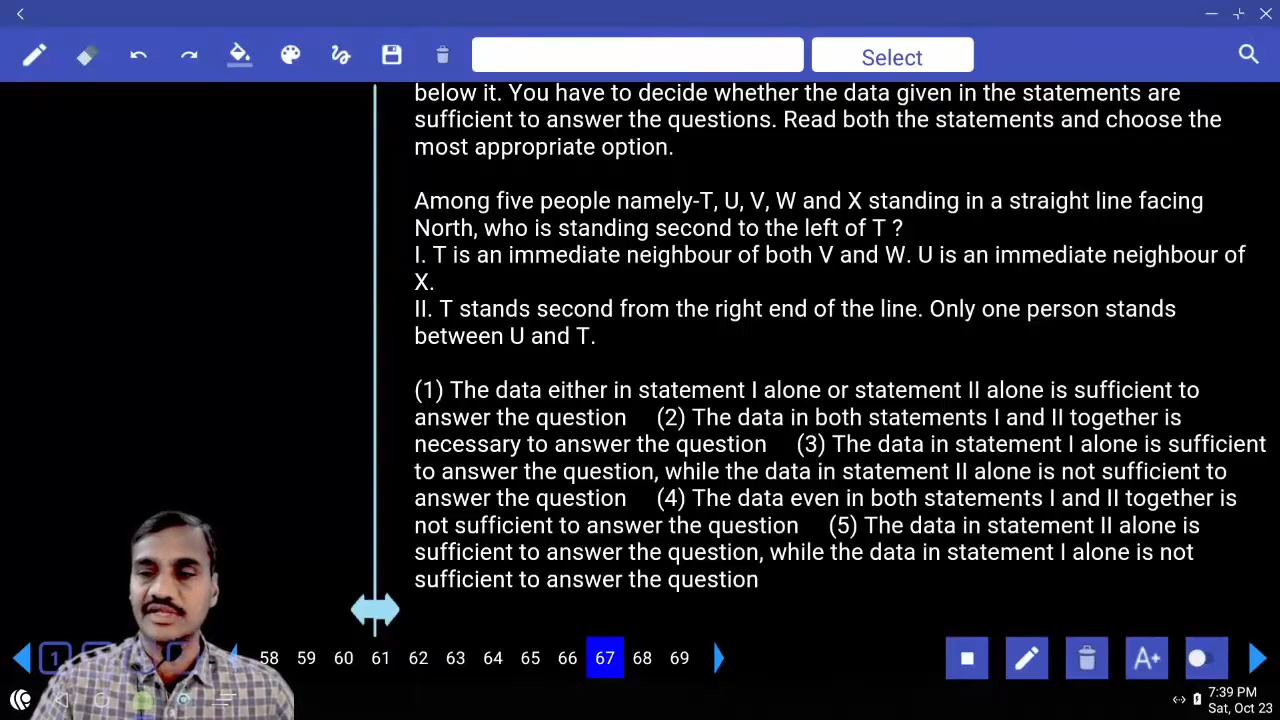 Select
below it. You have to decide whether the data given in the statements are
sufficient to answer the questions. Read both the statements and choose the
most appropriate option.
Among five people namely-T, U, V, W and X standing in a straight line facing
North, who is standing second to the left of T ?
I. T is an immediate neighbour of both V and W. U is an immediate neighbour of
X.
II. T stands second from the right end of the line. Only one person stands
between U and T.
(1) The data either in statement I alone or statement II alone is sufficient to
answer the question (2) The data in both statements I and II together is
necessary to answer the question (3) The data in statement I alone is sufficient
to answer the question, while the data in statement II alone is not sufficient to
answer the question (4) The data even in both statements I and II together is
not sufficient to answer the question (5) The data in statement II alone is
sufficient to answer the question, while the data in statement I alone is not
sufficient to answer the question
1 58 59 60 61 62 63 64 65 66 67 68 69 A+
7:39 PM
Sat, Oct 23